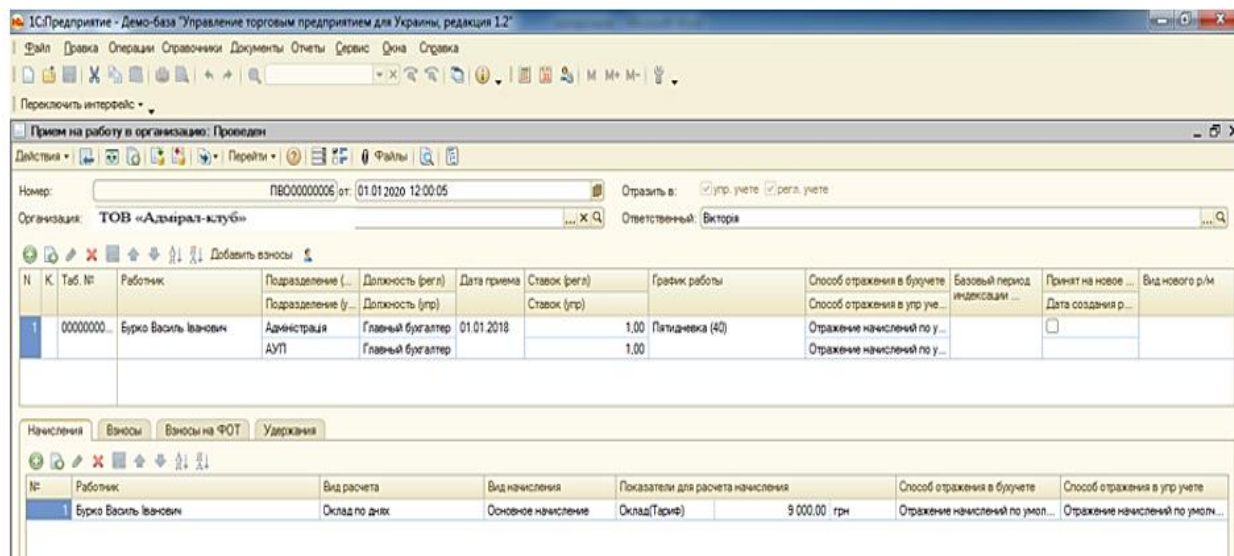 1С:Предприятие - Демо-база "Управление торговым предприятием для Украины, редакция 1.2"
Файл Правка Операции Справочники Документы Отчеты Сервис Окна Справка
M M+ M-
Переключить интерфейс
Прием на работу в организацию: Проведен
Действия Перейти Файлы
Номер: ПВО00000006 от: 01.01.2020 12:00:05 Отразить в: упр. учете регл. учете
Организация: ТОВ «Адмірал-клуб» Ответственный: Вікторія
Добавить взносы
N К Таб. № Работник Подразделение (... Должность (регл) Дата приема Ставок (регл) График работы Способ отражения в бухучете Базовый период индексации ... Принят на новое ... Вид нового р/м
Подразделение (у... Должность (упр) Ставок (упр) Способ отражения в упр уче... Дата создания р...
1 00000000... Бурко Василь Іванович Адміністрація Главный бухгалтер 01.01.2018 1,00 Пятидневка (40) Отражение начислений по у...
АУП Главный бухгалтер 1,00 Отражение начислений по у...
Начисления Взносы Взносы на ФОТ Удержания
№ Работник Вид расчета Вид начисления Показатели для расчета начисления Способ отражения в бухучете Способ отражения в упр учете
1 Бурко Василь Іванович Оклад по днях Основное начисление Оклад(Тариф) 9 000,00 грн Отражение начислений по умол... Отражение начислений по умолч...